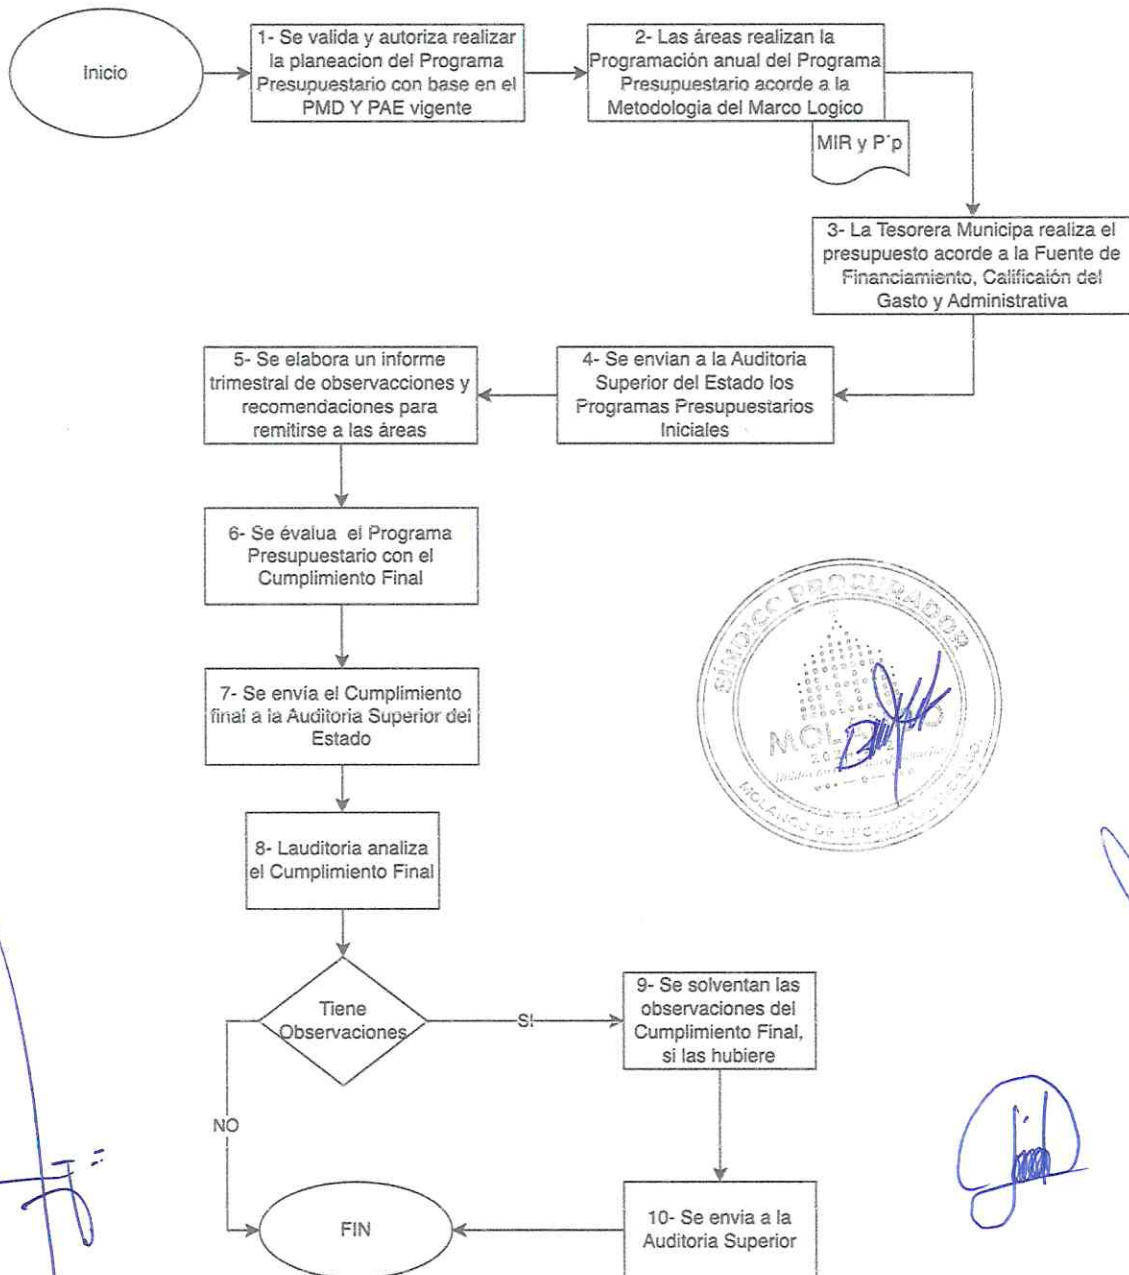 Inicio
1- Se valida y autoriza realizar
la planeacion del Programa
Presupuestario con base en el
PMD Y PAE vigente
2- Las áreas realizan la
Programación anual del Programa
Presupuestario acorde a la
Metodologia del Marco Logico
MIR y P´p
3- La Tesorera Municipa realiza el
presupuesto acorde a la Fuente de
Financiamiento, Calificaión del
Gasto y Administrativa
4- Se envian a la Auditoria
Superior del Estado los
Programas Presupuestarios
Iniciales
5- Se elabora un informe
trimestral de observacciones y
recomendaciones para
remitirse a las áreas
6- Se évalua el Programa
Presupuestario con el
Cumplimiento Final
7- Se envía el Cumplimiento
final a la Auditoria Superior del
Estado
8- Lauditoria analiza
el Cumplimiento Final
Tiene
Observaciones
SI
9- Se solventan las
observaciones del
Cumplimiento Final,
si las hubiere
NO
10- Se envia a la
Auditoria Superior
FIN
SINDICO PROCURADOR
MOLANGO DE